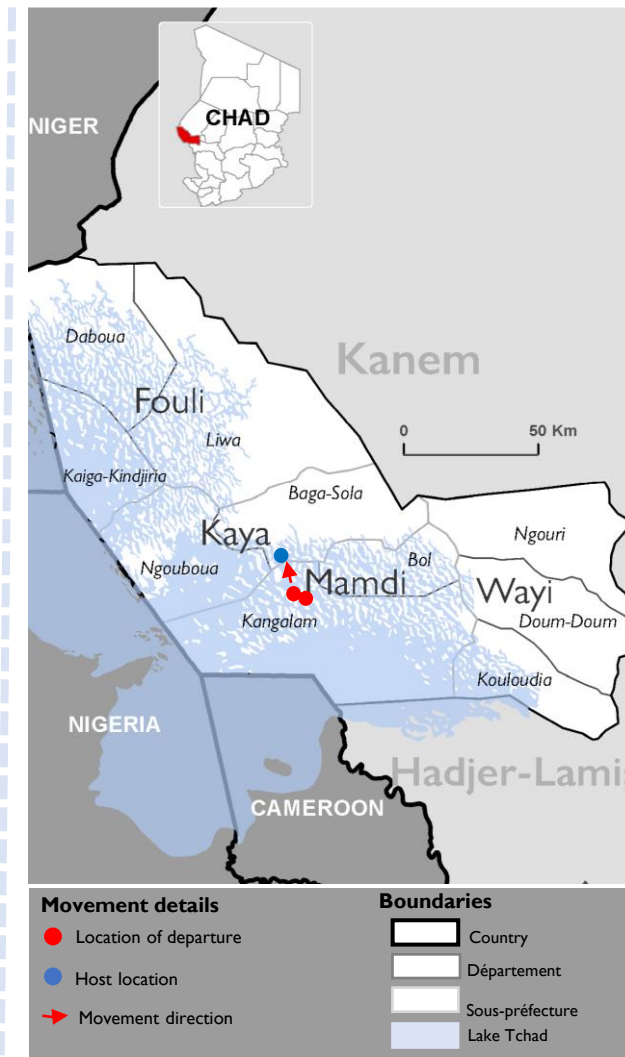 CHAD
NIGER
Kanem
Daboua
Fouli
Liwa
0 50 Km
Kaiga-Kindjiria
Baga-Sola
Ngouri
Kaya
Bol
Ngouboua
Mamdi
Wayi
Kangalam
Doum-Doum
Kouloudia
NIGERIA
Hadjer-Lamis
CAMEROON
Movement details
Location of departure
Host location
Movement direction
Boundaries
Country
Département
Sous-préfecture
Lake Tchad